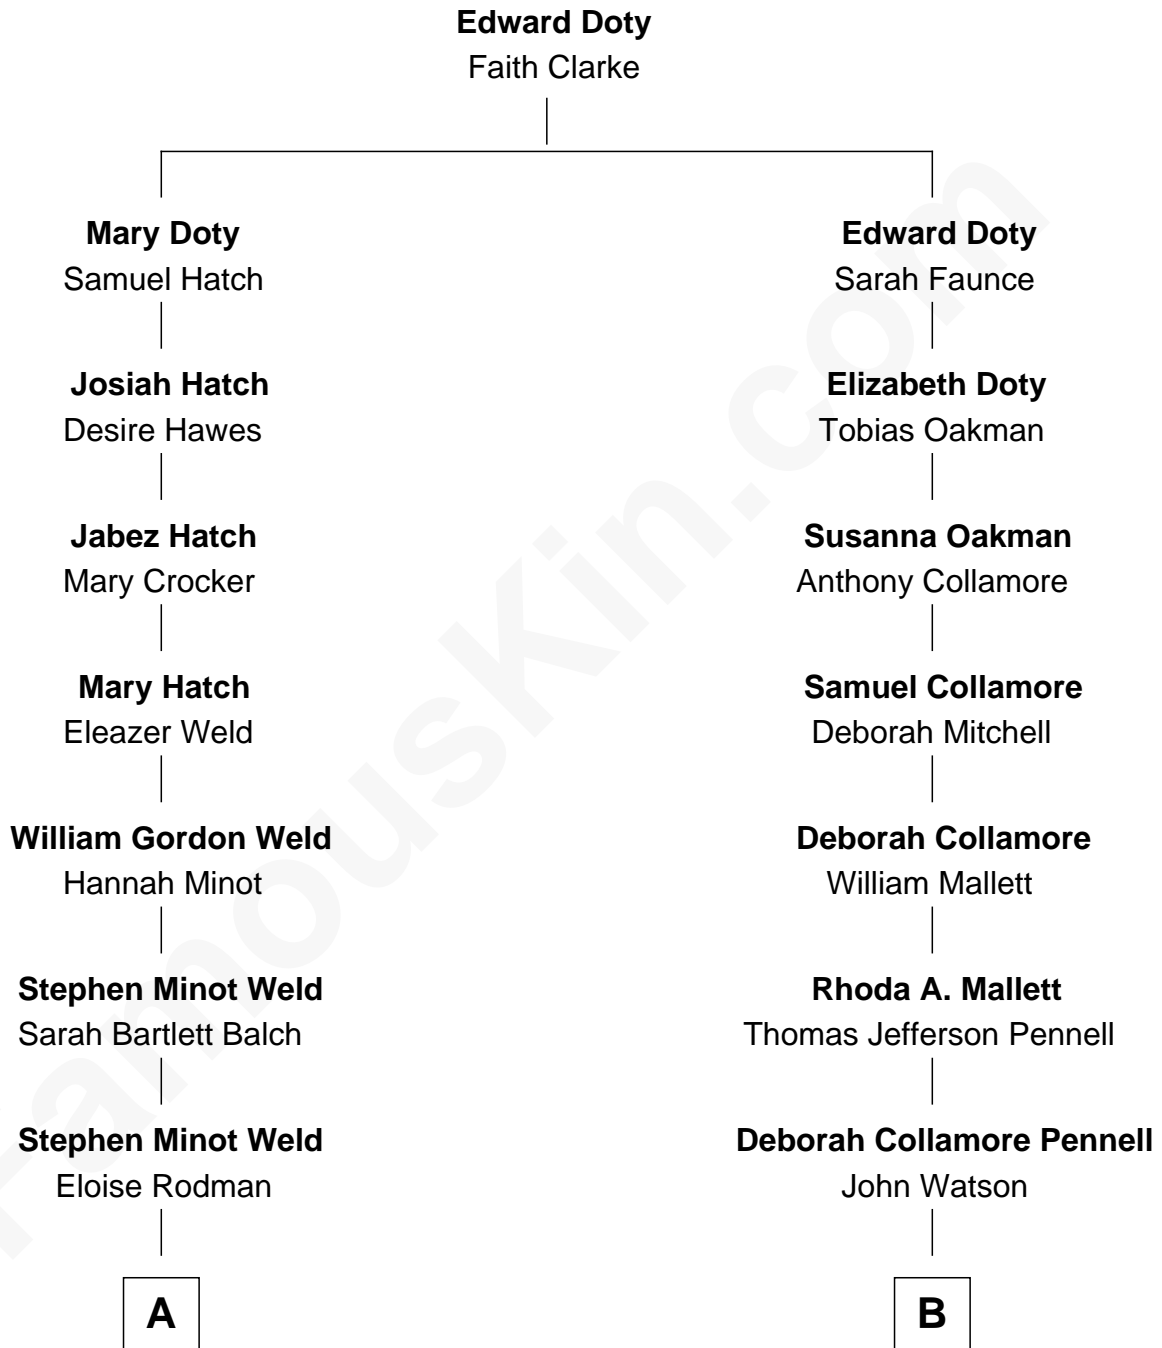 Edward Doty
Faith Clarke
Mary Doty
Samuel Hatch
Josiah Hatch
Desire Hawes
Jabez Hatch
Mary Crocker
Mary Hatch
Eleazer Weld
William Gordon Weld
Hannah Minot
Stephen Minot Weld
Sarah Bartlett Balch
Stephen Minot Weld
Eloise Rodman
A
Edward Doty
Sarah Faunce
Elizabeth Doty
Tobias Oakman
Susanna Oakman
Anthony Collamore
Samuel Collamore
Deborah Mitchell
Deborah Collamore
William Mallett
Rhoda A. Mallett
Thomas Jefferson Pennell
Deborah Collamore Pennell
John Watson
B
FamousKin.com